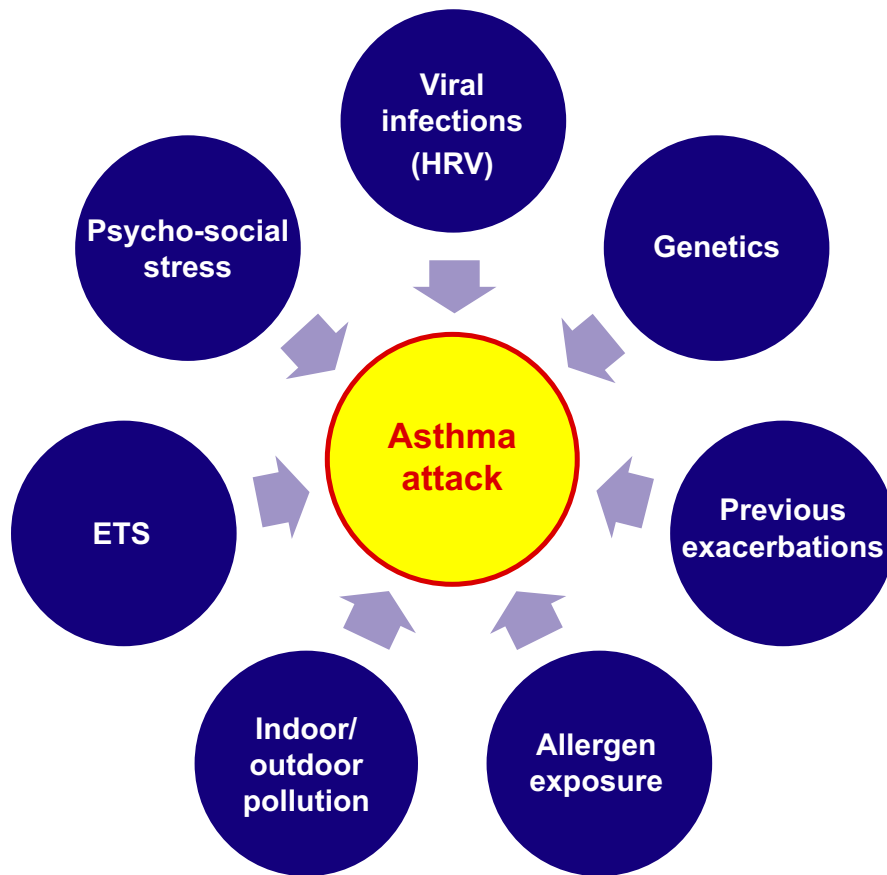 Viral
infections
(HRV)
Genetics
Previous
exacerbations
Allergen
exposure
Indoor/
outdoor
pollution
ETS
Psycho-social
stress
Asthma
attack